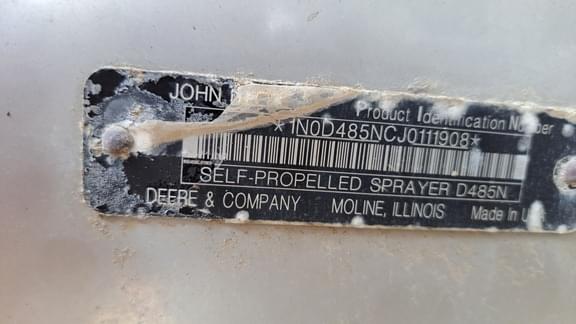 JOHN
Product Identification Number
*1N0D485NCJ0111908*
SELF-PROPELLED SPRAYER D485N
DEERE & COMPANY MOLINE, ILLINOIS Made in U